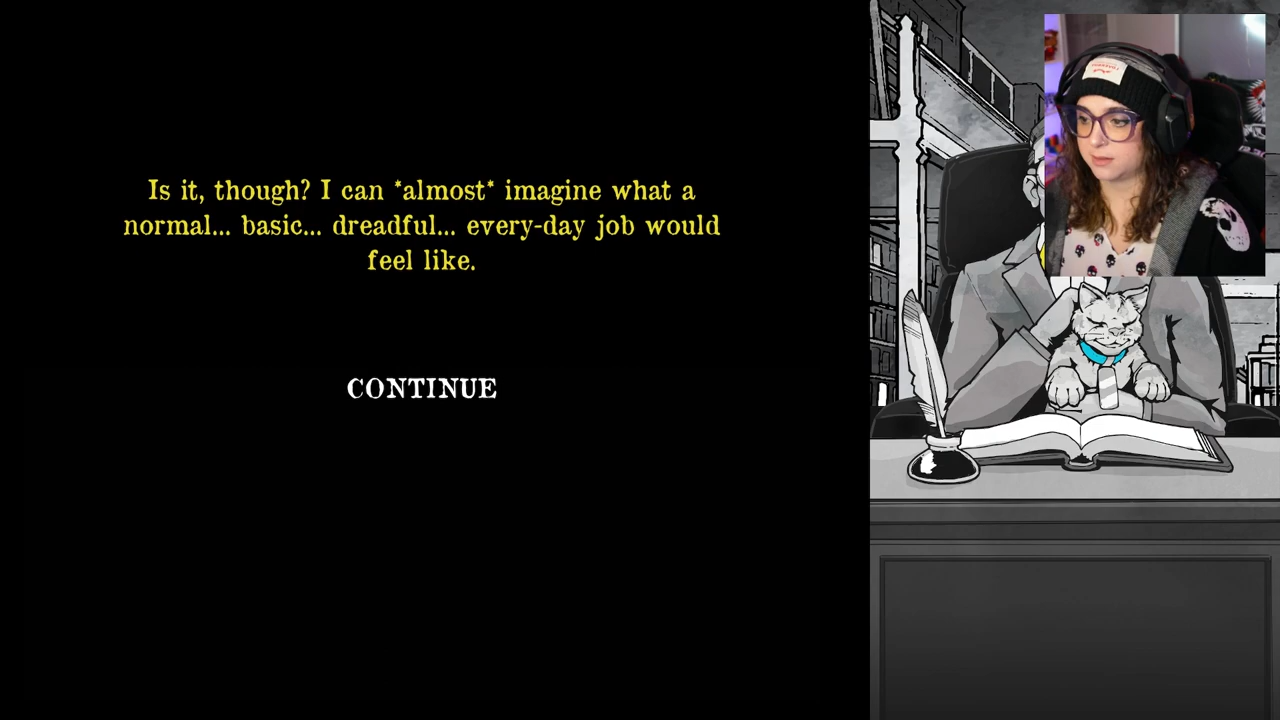 Is it, though? I can *almost* imagine what a
normal... basic... dreadful... every-day job would
feel like.
CONTINUE